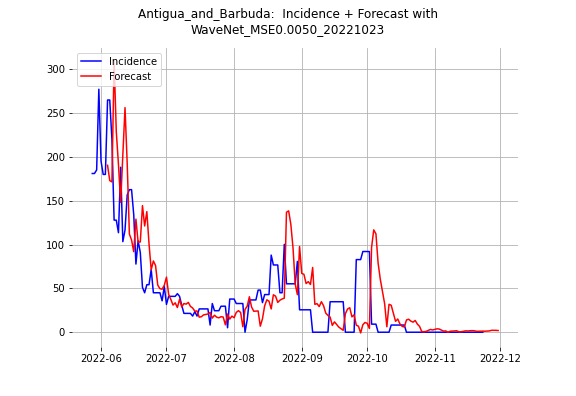 Antigua_and_Barbuda:  Incidence + Forecast with
WaveNet_MSE0.0050_20221023
Incidence
Forecast
300
250
200
150
100
50
0
2022-06 2022-07 2022-08 2022-09 2022-10 2022-11 2022-12